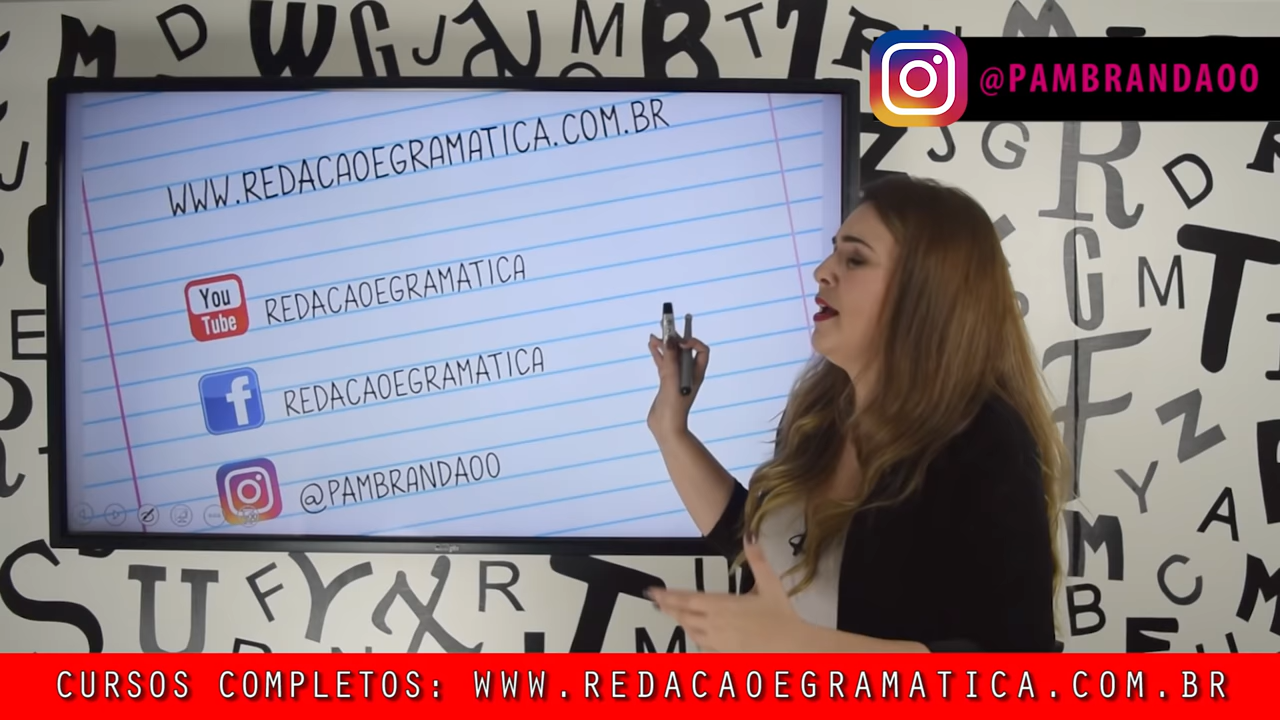 @PAMBRANDAOO
WWW.REDACAOEGRAMATICA.COM.BR
You
Tube
REDACAOEGRAMATICA
f
REDACAOEGRAMATICA
@PAMBRANDAOO
CURSOS COMPLETOS: WWW.REDACAOEGRAMATICA.COM.BR